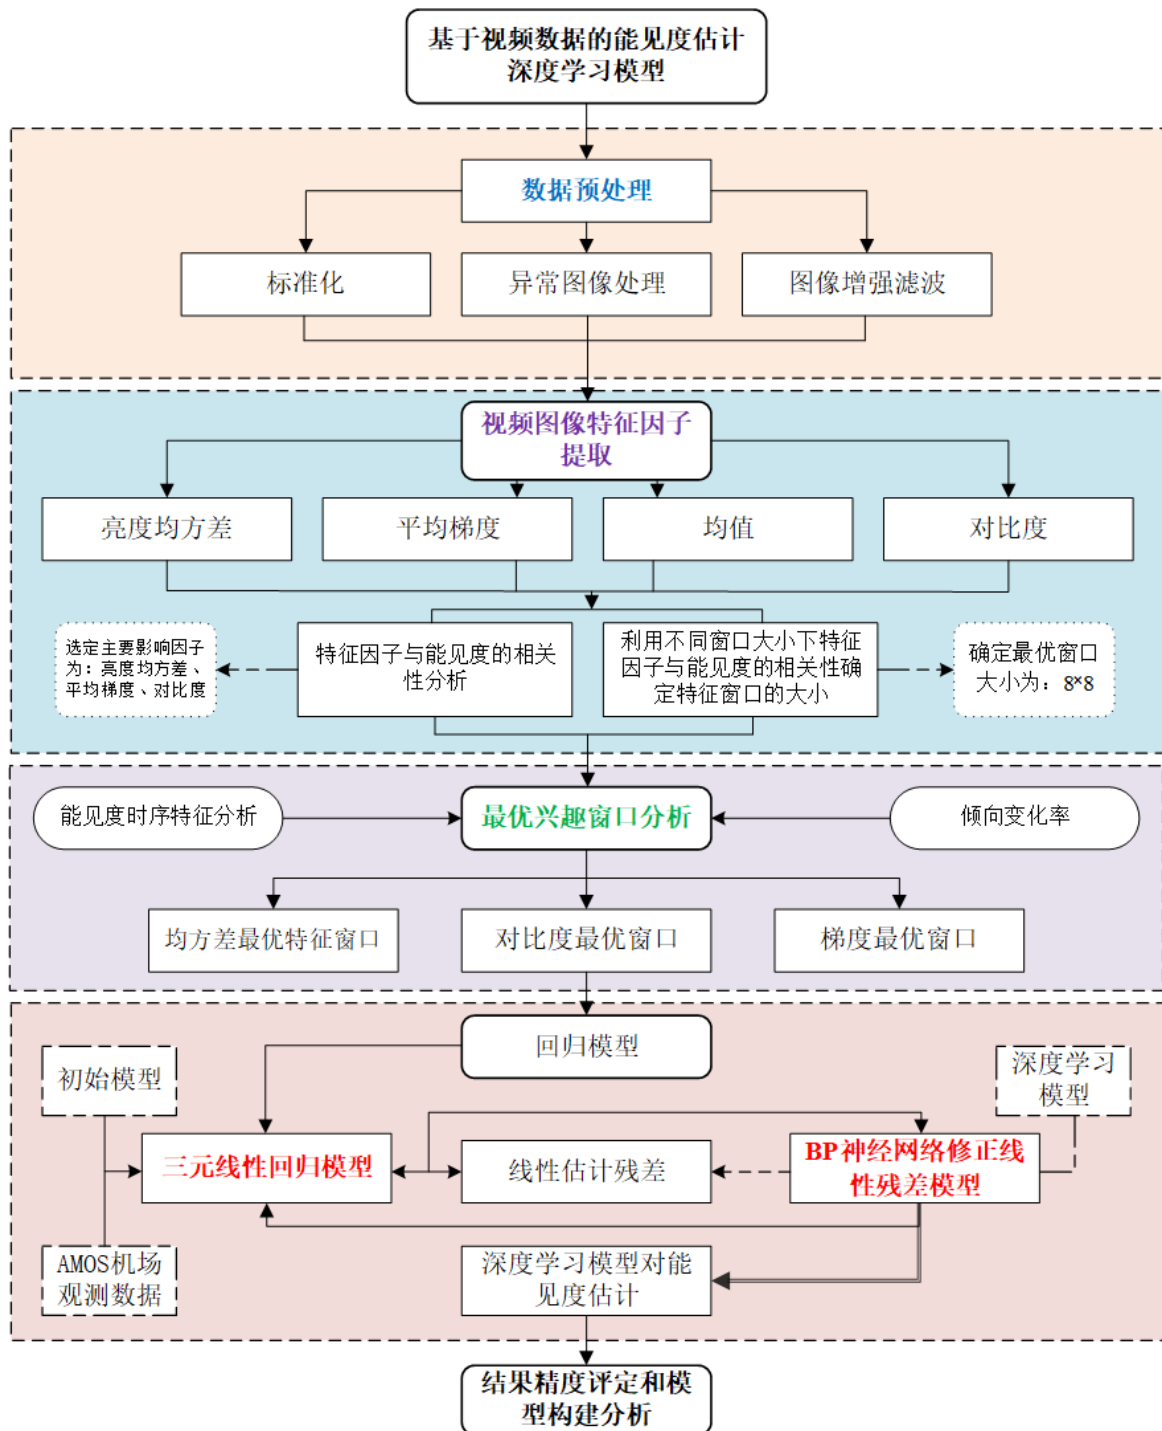 基于视频数据的能见度估计
深度学习模型
数据预处理
标准化
异常图像处理
图像增强滤波
视频图像特征因子
提取
亮度均方差
平均梯度
均值
对比度
选定主要影响因子
为：亮度均方差、
平均梯度、对比度
特征因子与能见度的相关
性分析
利用不同窗口大小下特征
因子与能见度的相关性确
定特征窗口的大小
确定最优窗口
大小为：8*8
能见度时序特征分析
最优兴趣窗口分析
倾向变化率
均方差最优特征窗口
对比度最优窗口
梯度最优窗口
回归模型
初始模型
深度学习
模型
三元线性回归模型
线性估计残差
BP神经网络修正线
性残差模型
AMOS机场
观测数据
深度学习模型对能
见度估计
结果精度评定和模
型构建分析